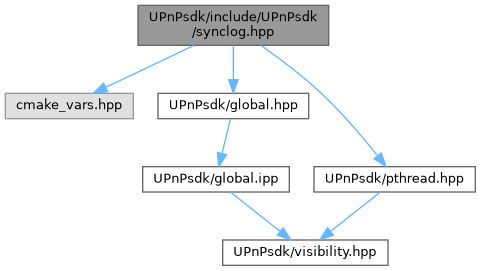 UPnPsdk/include/UPnPsdk
/synclog.hpp
cmake_vars.hpp
UPnPsdk/global.hpp
UPnPsdk/global.ipp
UPnPsdk/pthread.hpp
UPnPsdk/visibility.hpp